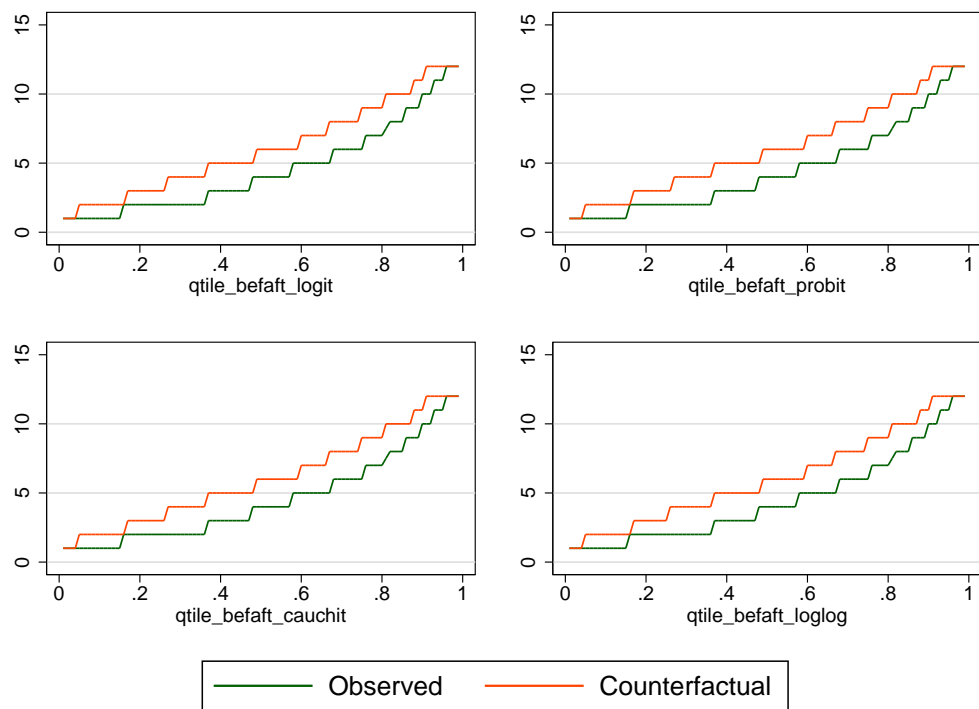 15
10
5
0
0 .2 .4 .6 .8 1
qtile_befaft_logit
15
10
5
0
0 .2 .4 .6 .8 1
qtile_befaft_probit
15
10
5
0
0 .2 .4 .6 .8 1
qtile_befaft_cauchit
15
10
5
0
0 .2 .4 .6 .8 1
qtile_befaft_loglog
Observed Counterfactual